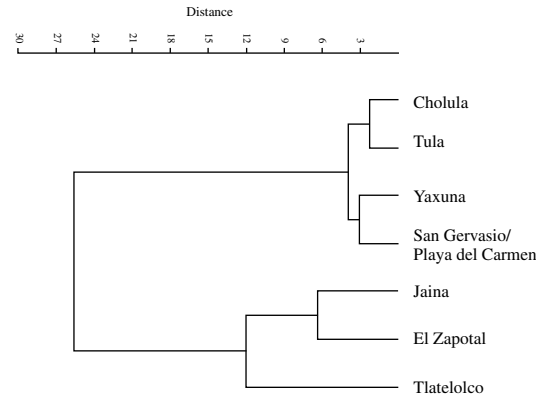 Distance
30 27 24 21 18 15 12 9 6 3
Cholula
Tula
Yaxuna
San Gervasio/
Playa del Carmen
Jaina
El Zapotal
Tlatelolco